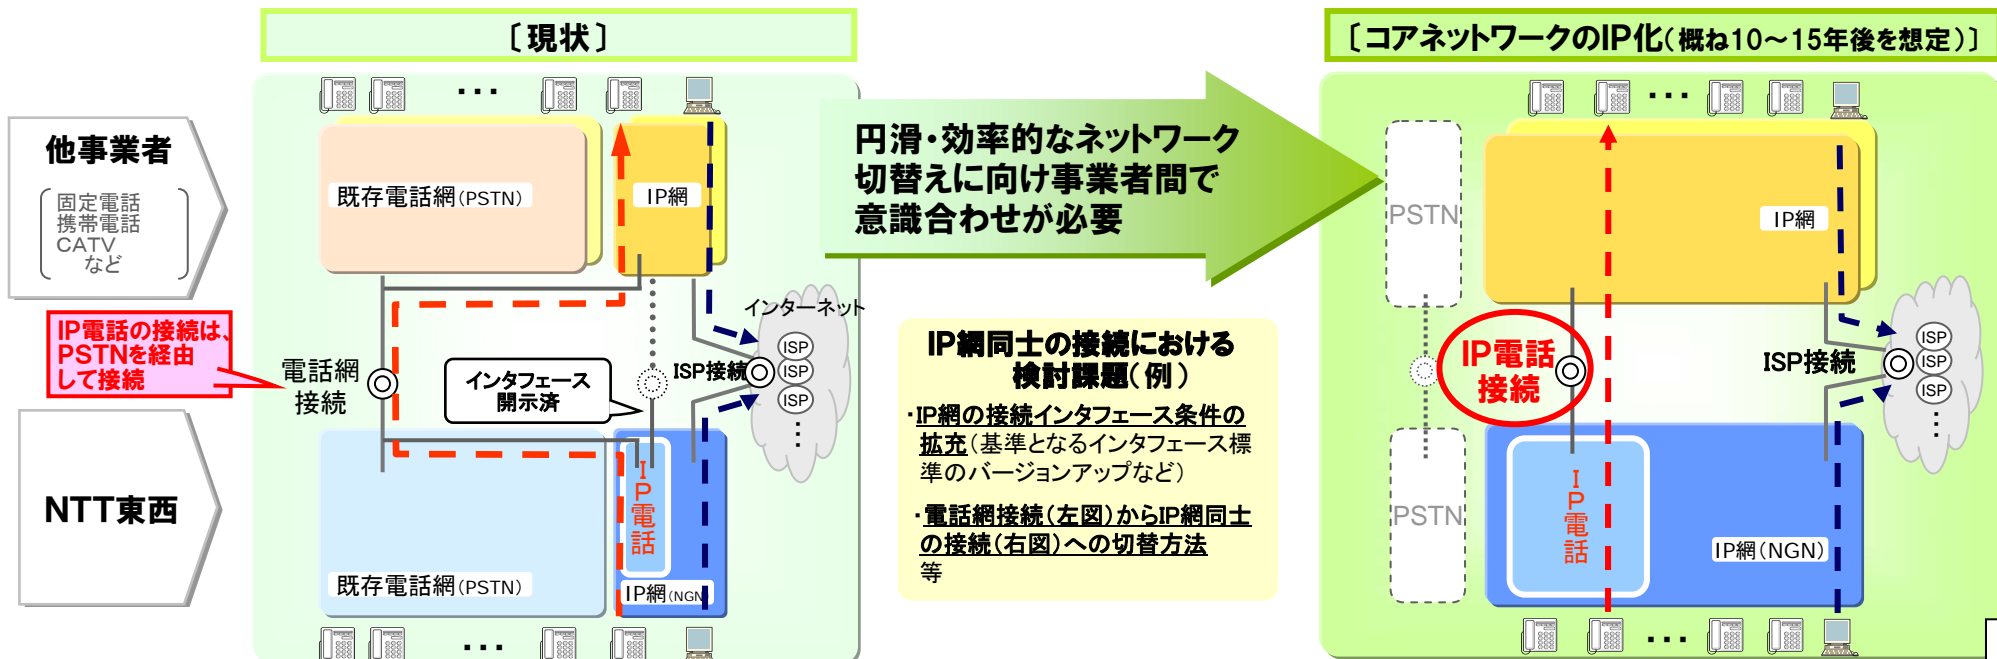 〔現状〕
〔コアネットワークのIP化(概ね10～15年後を想定)〕
他事業者
固定電話
携帯電話
CATV
など
既存電話網(PSTN)
IP網
円滑・効率的なネットワーク
切替えに向け事業者間で
意識合わせが必要
PSTN
IP網
IP電話の接続は、
PSTNを経由
して接続
電話網
接続
インタフェース
開示済
ISP接続
インターネット
ISP
ISP
ISP
IP網同士の接続における
検討課題(例)
・IP網の接続インタフェース条件の
拡充(基準となるインタフェース標
準のバージョンアップなど)
・電話網接続(左図)からIP網同士
の接続(右図)への切替方法
等
IP電話
接続
ISP接続
ISP
ISP
ISP
NTT東西
既存電話網(PSTN)
IP電話
IP網(NGN)
PSTN
IP電話
IP網(NGN)